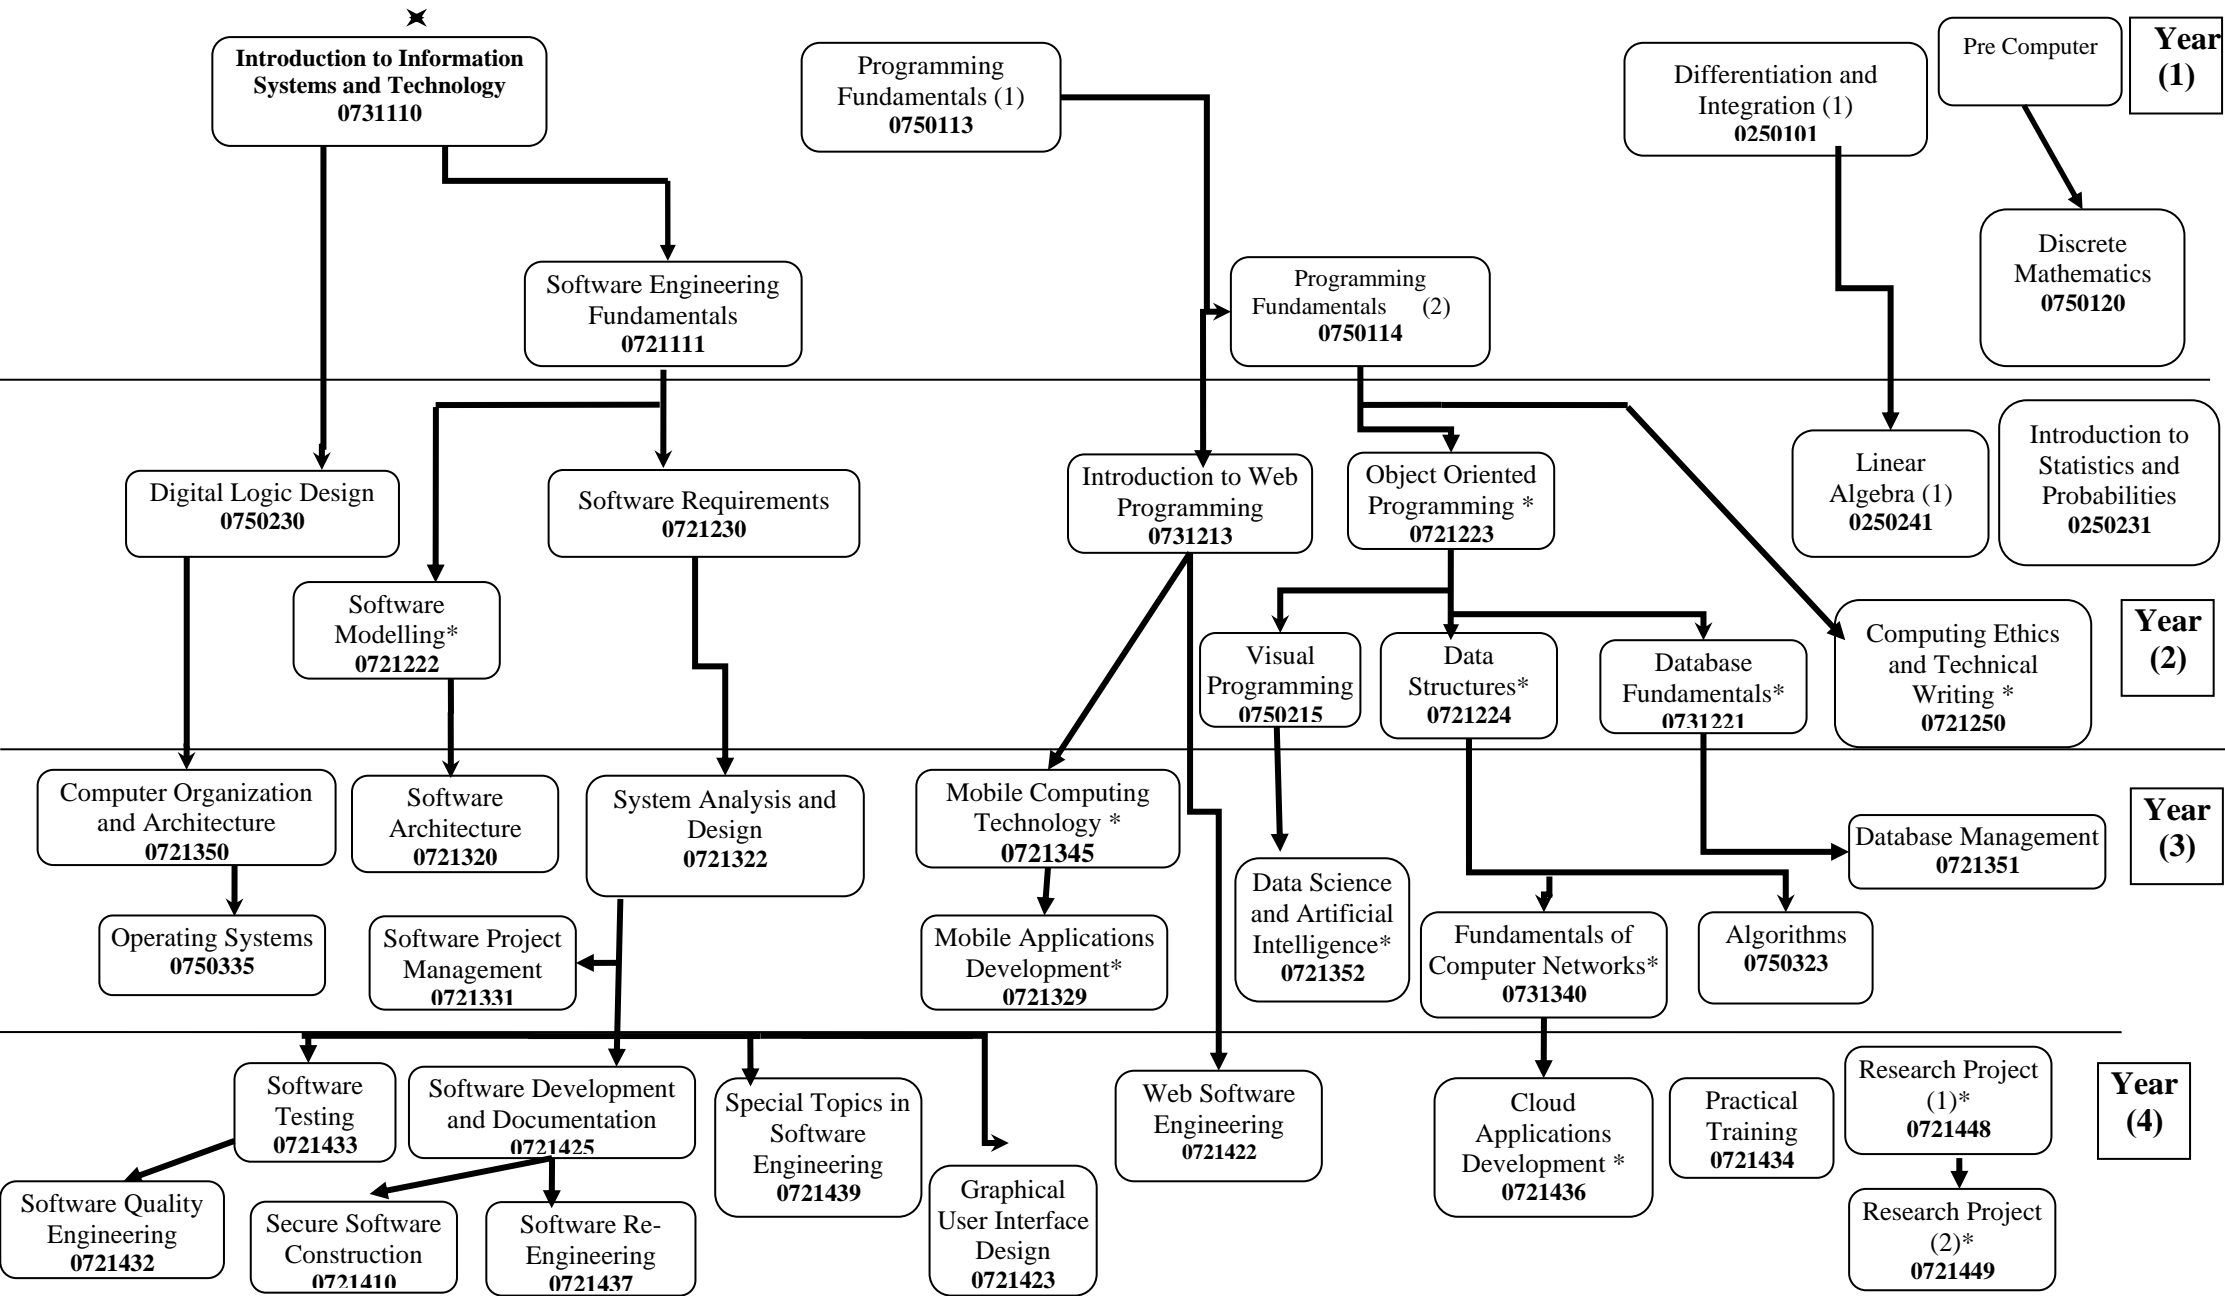 Introduction to Information
Systems and Technology
0731110
Programming
Fundamentals (1)
0750113
Differentiation and
Integration (1)
0250101
Pre Computer
Year
(1)
Discrete
Mathematics
0750120
Software Engineering
Fundamentals
0721111
Programming
Fundamentals (2)
0750114
Digital Logic Design
0750230
Software Requirements
0721230
Introduction to Web
Programming
0731213
Object Oriented
Programming *
0721223
Linear
Algebra (1)
0250241
Introduction to
Statistics and
Probabilities
0250231
Software
Modelling*
0721222
Visual
Programming
0750215
Data
Structures*
0721224
Database
Fundamentals*
0731221
Computing Ethics
and Technical
Writing *
0721250
Year
(2)
Computer Organization
and Architecture
0721350
Software
Architecture
0721320
System Analysis and
Design
0721322
Mobile Computing
Technology *
0721345
Database Management
0721351
Year
(3)
Operating Systems
0750335
Software Project
Management
0721331
Mobile Applications
Development*
0721329
Data Science
and Artificial
Intelligence*
0721352
Fundamentals of
Computer Networks*
0731340
Algorithms
0750323
Software
Testing
0721433
Software Development
and Documentation
0721425
Special Topics in
Software
Engineering
0721439
Web Software
Engineering
0721422
Cloud
Applications
Development *
0721436
Practical
Training
0721434
Research Project
(1)*
0721448
Year
(4)
Software Quality
Engineering
0721432
Secure Software
Construction
0721410
Software Re-
Engineering
0721437
Graphical
User Interface
Design
0721423
Research Project
(2)*
0721449